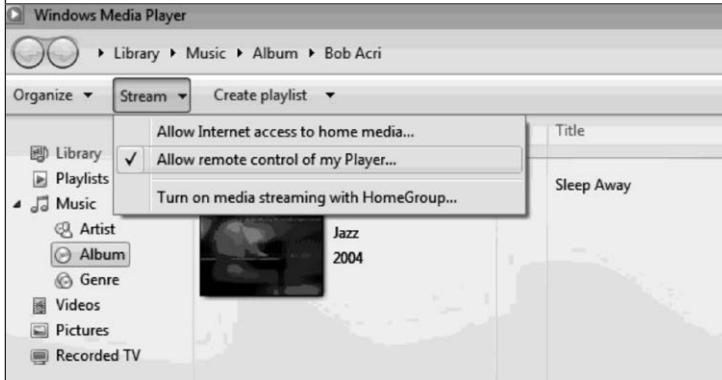 Windows Media Player
Library Music Album Bob Acri
Organize Stream Create playlist
Allow Internet access to home media...
Allow remote control of my Player...
Turn on media streaming with HomeGroup...
Title
Library
Playlists
Music
Artist
Album
Genre
Videos
Pictures
Recorded TV
Jazz
2004
Sleep Away